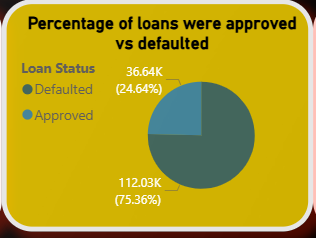 Percentage of loans were approved
vs defaulted
Loan Status
Defaulted
Approved
36.64K
(24.64%)
112.03K
(75.36%)